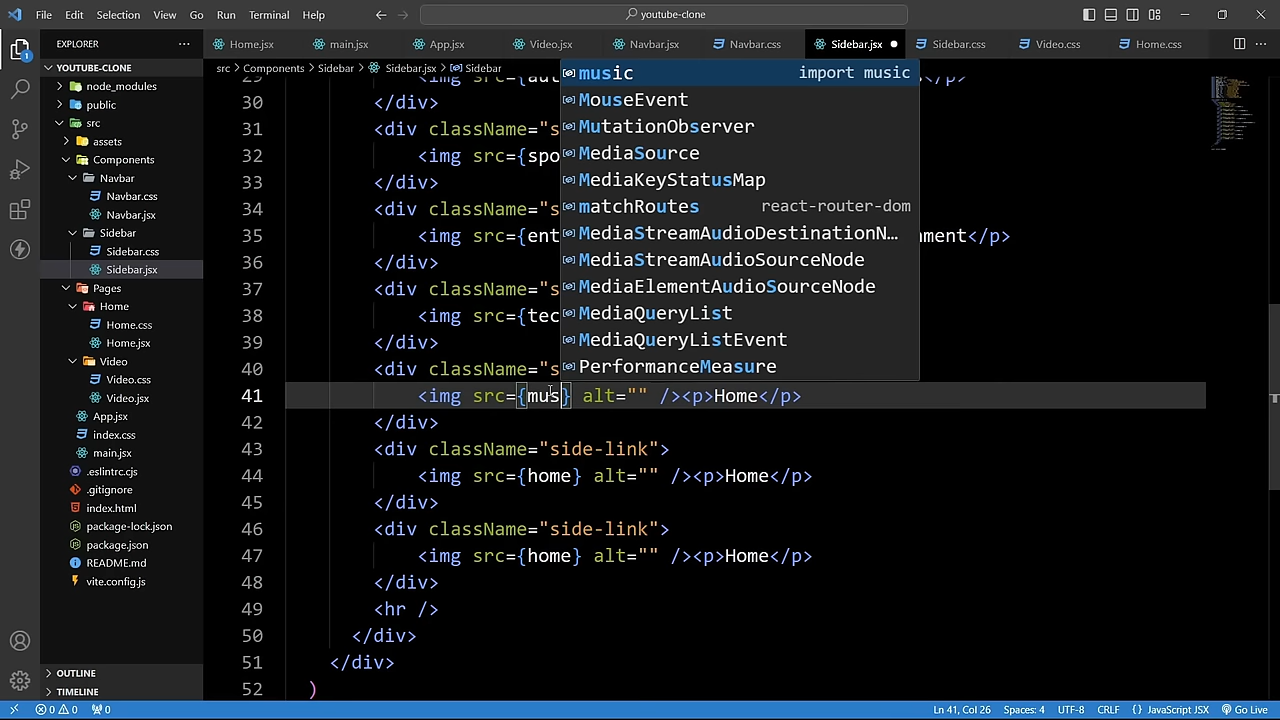 File Edit Selection View Go Run Terminal Help
youtube-clone
EXPLORER
Home.jsx main.jsx App.jsx Video.jsx Navbar.jsx Navbar.css Sidebar.jsx Sidebar.css Video.css Home.css
src > Components > Sidebar > Sidebar.jsx > Sidebar
YOUTUBE-CLONE
node_modules
public
src
assets
Components
Navbar
Navbar.css
Navbar.jsx
Sidebar
Sidebar.css
Sidebar.jsx
Pages
Home
Home.css
Home.jsx
Video
Video.css
Video.jsx
App.jsx
index.css
main.jsx
.eslintrc.cjs
.gitignore
index.html
package-lock.json
package.json
README.md
vite.config.js
OUTLINE
TIMELINE
1
29 <img src={aut
30 </div>
31 <div className="s
32 <img src={spo
33 </div>
34 <div className="s
35 <img src={ent nment</p>
36 </div>
37 <div className="s
38 <img src={tec
39 </div>
40 <div className="s
41 <img src={mus} alt="" /><p>Home</p>
42 </div>
43 <div className="side-link">
44 <img src={home} alt="" /><p>Home</p>
45 </div>
46 <div className="side-link">
47 <img src={home} alt="" /><p>Home</p>
48 </div>
49 <hr />
50 </div>
51 </div>
52 )
music import music
MouseEvent
MutationObserver
MediaSource
MediaKeyStatusMap
matchRoutes react-router-dom
MediaStreamAudioDestinationN...
MediaStreamAudioSourceNode
MediaElementAudioSourceNode
MediaQueryList
MediaQueryListEvent
PerformanceMeasure
0 0 0 Ln 41, Col 26 Spaces: 4 UTF-8 CRLF {} JavaScript JSX Go Live